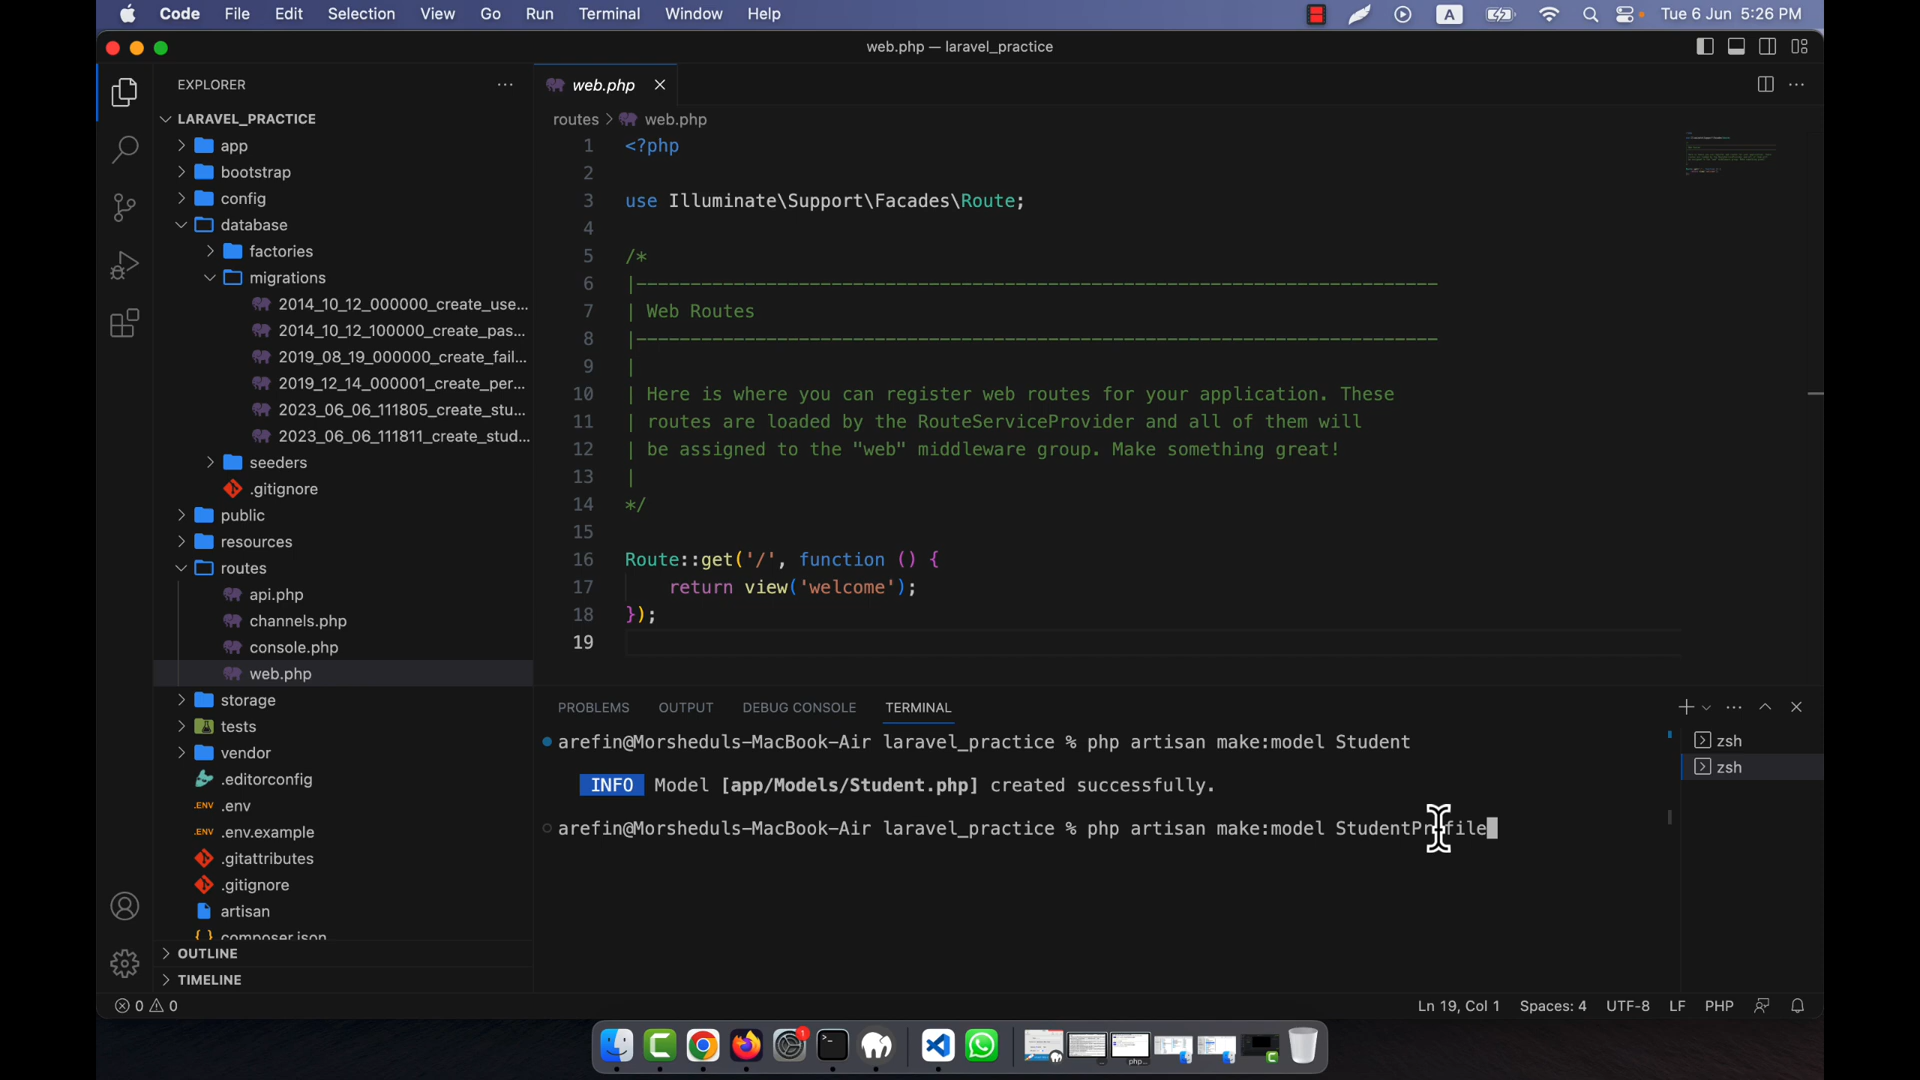 Code File Edit Selection View Go Run Terminal Window Help A Tue 6 Jun 5:26 PM
web.php — laravel_practice
EXPLORER
web.php
LARAVEL_PRACTICE
routes > web.php
app
bootstrap
config
database
factories
migrations
2014_10_12_000000_create_use...
2014_10_12_100000_create_pas...
2019_08_19_000000_create_fail...
2019_12_14_000001_create_per...
2023_06_06_111805_create_stu...
2023_06_06_111811_create_stud...
seeders
.gitignore
public
resources
routes
api.php
channels.php
console.php
web.php
storage
tests
vendor
.editorconfig
.env
.env.example
.gitattributes
.gitignore
artisan
composer.json
OUTLINE
TIMELINE
1 <?php
2
3 use Illuminate\Support\Facades\Route;
4
5 /*
6 |--------------------------------------------------------------------------
7 | Web Routes
8 |--------------------------------------------------------------------------
9 |
10 | Here is where you can register web routes for your application. These
11 | routes are loaded by the RouteServiceProvider and all of them will
12 | be assigned to the "web" middleware group. Make something great!
13 |
14 */
15
16 Route::get('/', function () {
17 return view('welcome');
18 });
19
PROBLEMS OUTPUT DEBUG CONSOLE TERMINAL
arefin@Morsheduls-MacBook-Air laravel_practice % php artisan make:model Student
INFO Model [app/Models/Student.php] created successfully.
arefin@Morsheduls-MacBook-Air laravel_practice % php artisan make:model StudentProfile
zsh
zsh
0 0 Ln 19, Col 1 Spaces: 4 UTF-8 LF PHP
1